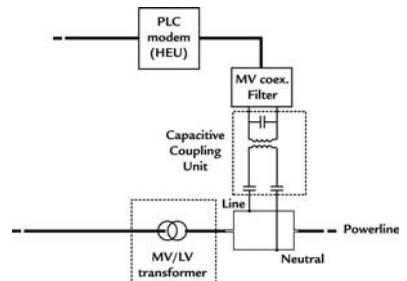 PLC
modem
(HEU)
MV coex.
Filter
Capacitive
Coupling
Unit
Line
Powerline
MV/LV
transformer
Neutral